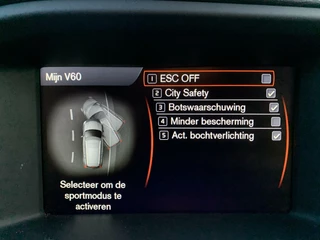 Mijn V60
1 ESC OFF
2 City Safety
3 Botswaarschuwing
4 Minder bescherming
5 Act. bochtverlichting
Selecteer om de
sportmodus te
activeren